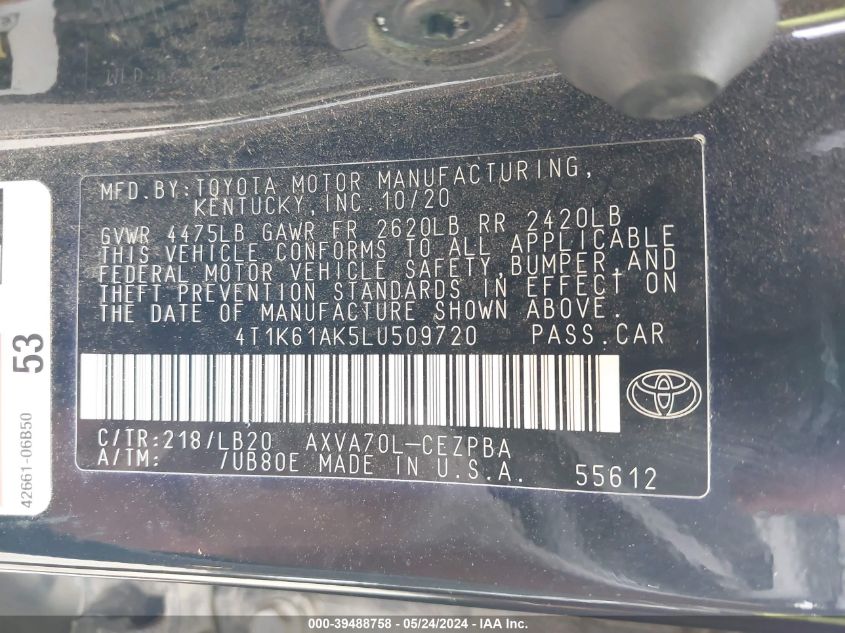 MFD.BY:TOYOTA MOTOR MANUFACTURING,
KENTUCKY,INC.10/20
GVWR 4475LB GAWR FR 2620LB RR 2420LB
THIS VEHICLE CONFORMS TO ALL APPLICABLE
FEDERAL MOTOR VEHICLE SAFETY,BUMPER,AND
THEFT PREVENTION STANDARDS IN EFFECT ON
THE DATE OF MANUFACTURE SHOWN ABOVE.
4T1K61AK5LU509720 PASS.CAR
C/TR:218/LB20 AXVA70L-CEZPBA
A/TM: 7UB80E MADE IN U.S.A. 55612
53
42661-06B50
000-39488758 - 05/24/2024 - IAAI.COM